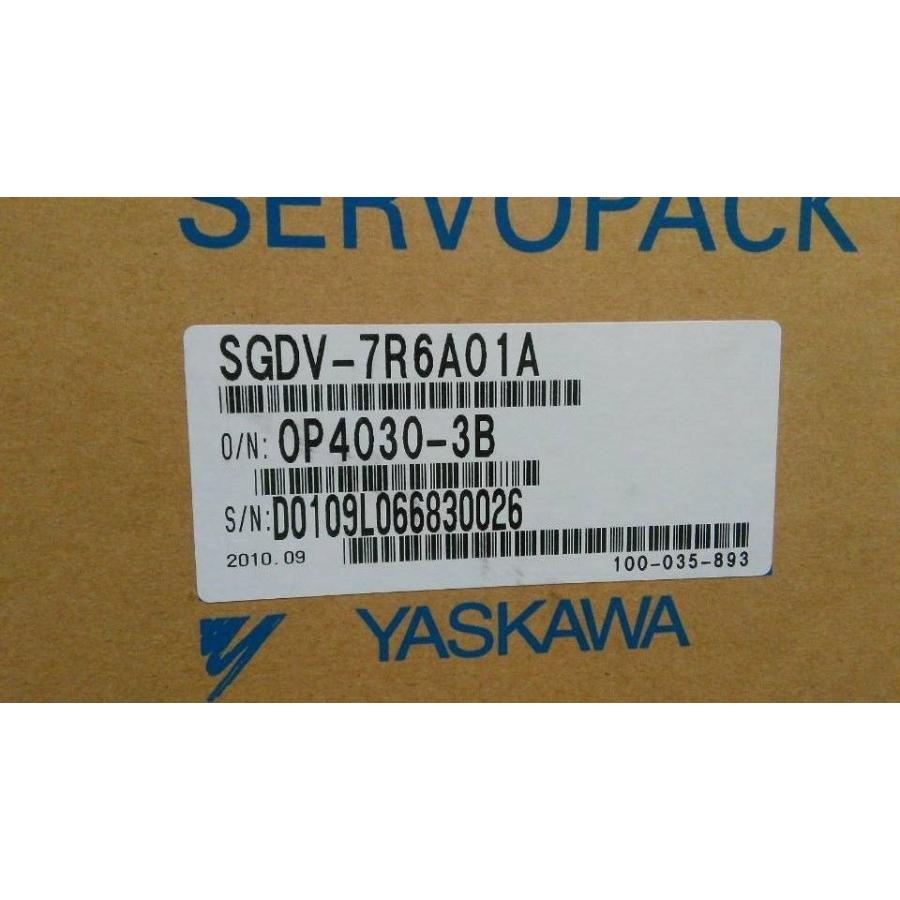 SERVOPACK
SGDV-7R6A01A
O/N: OP4030-3B
S/N: D0109L066830026
2010.09
100-035-893
YASKAWA